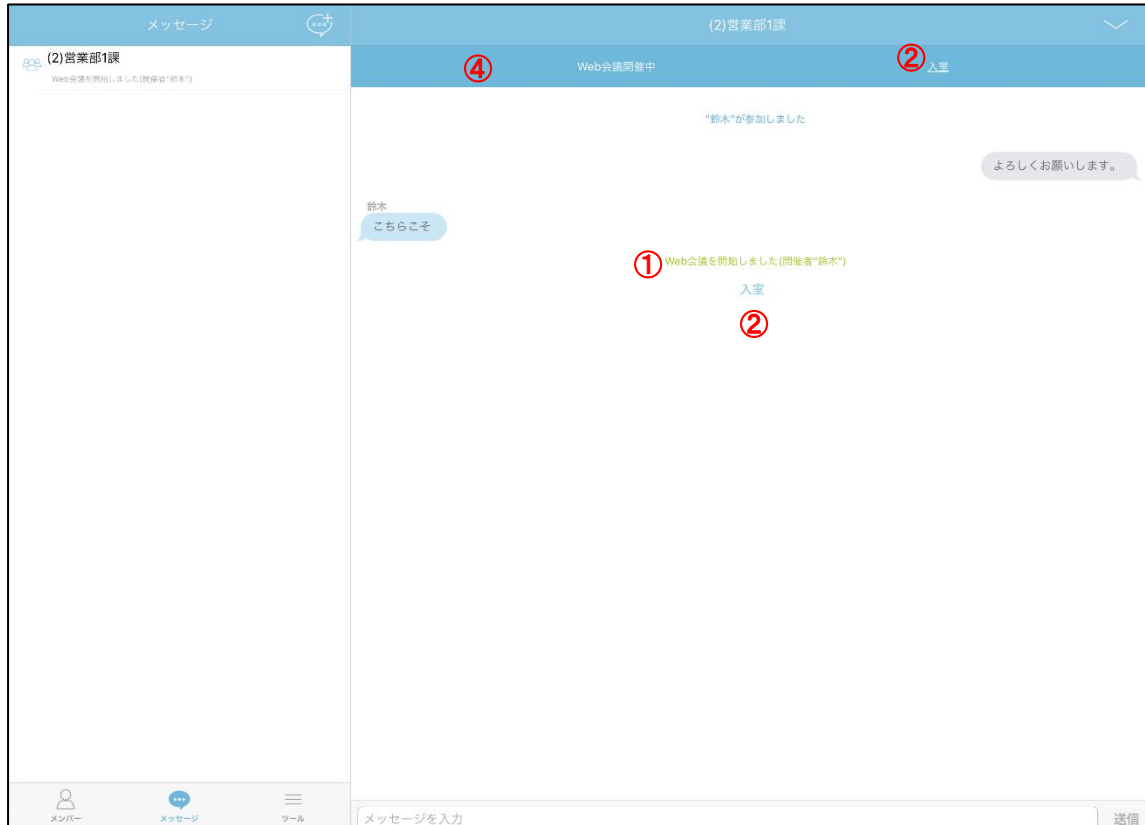 メッセージ
(2)営業部1課
Web会議を開始しました(開催者"鈴木")
(2)営業部1課
④ Web会議開催中 ② 入室
"鈴木"が参加しました
よろしくお願いします。
鈴木
こちらこそ
① Web会議を開始しました(開催者"鈴木")
入室
②
メンバー メッセージ ツール
メッセージを入力 送信